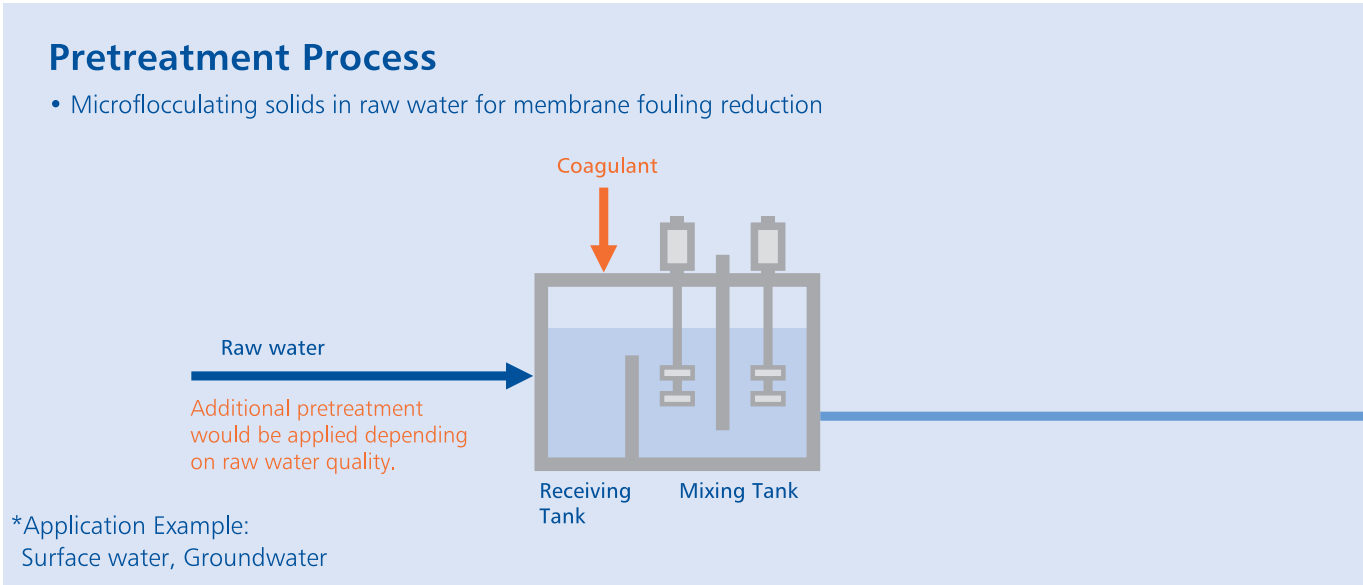 Pretreatment Process
• Microflocculating solids in raw water for membrane fouling reduction
Coagulant
Raw water
Additional pretreatment
would be applied depending
on raw water quality.
Receiving
Tank
Mixing Tank
*Application Example:
Surface water, Groundwater